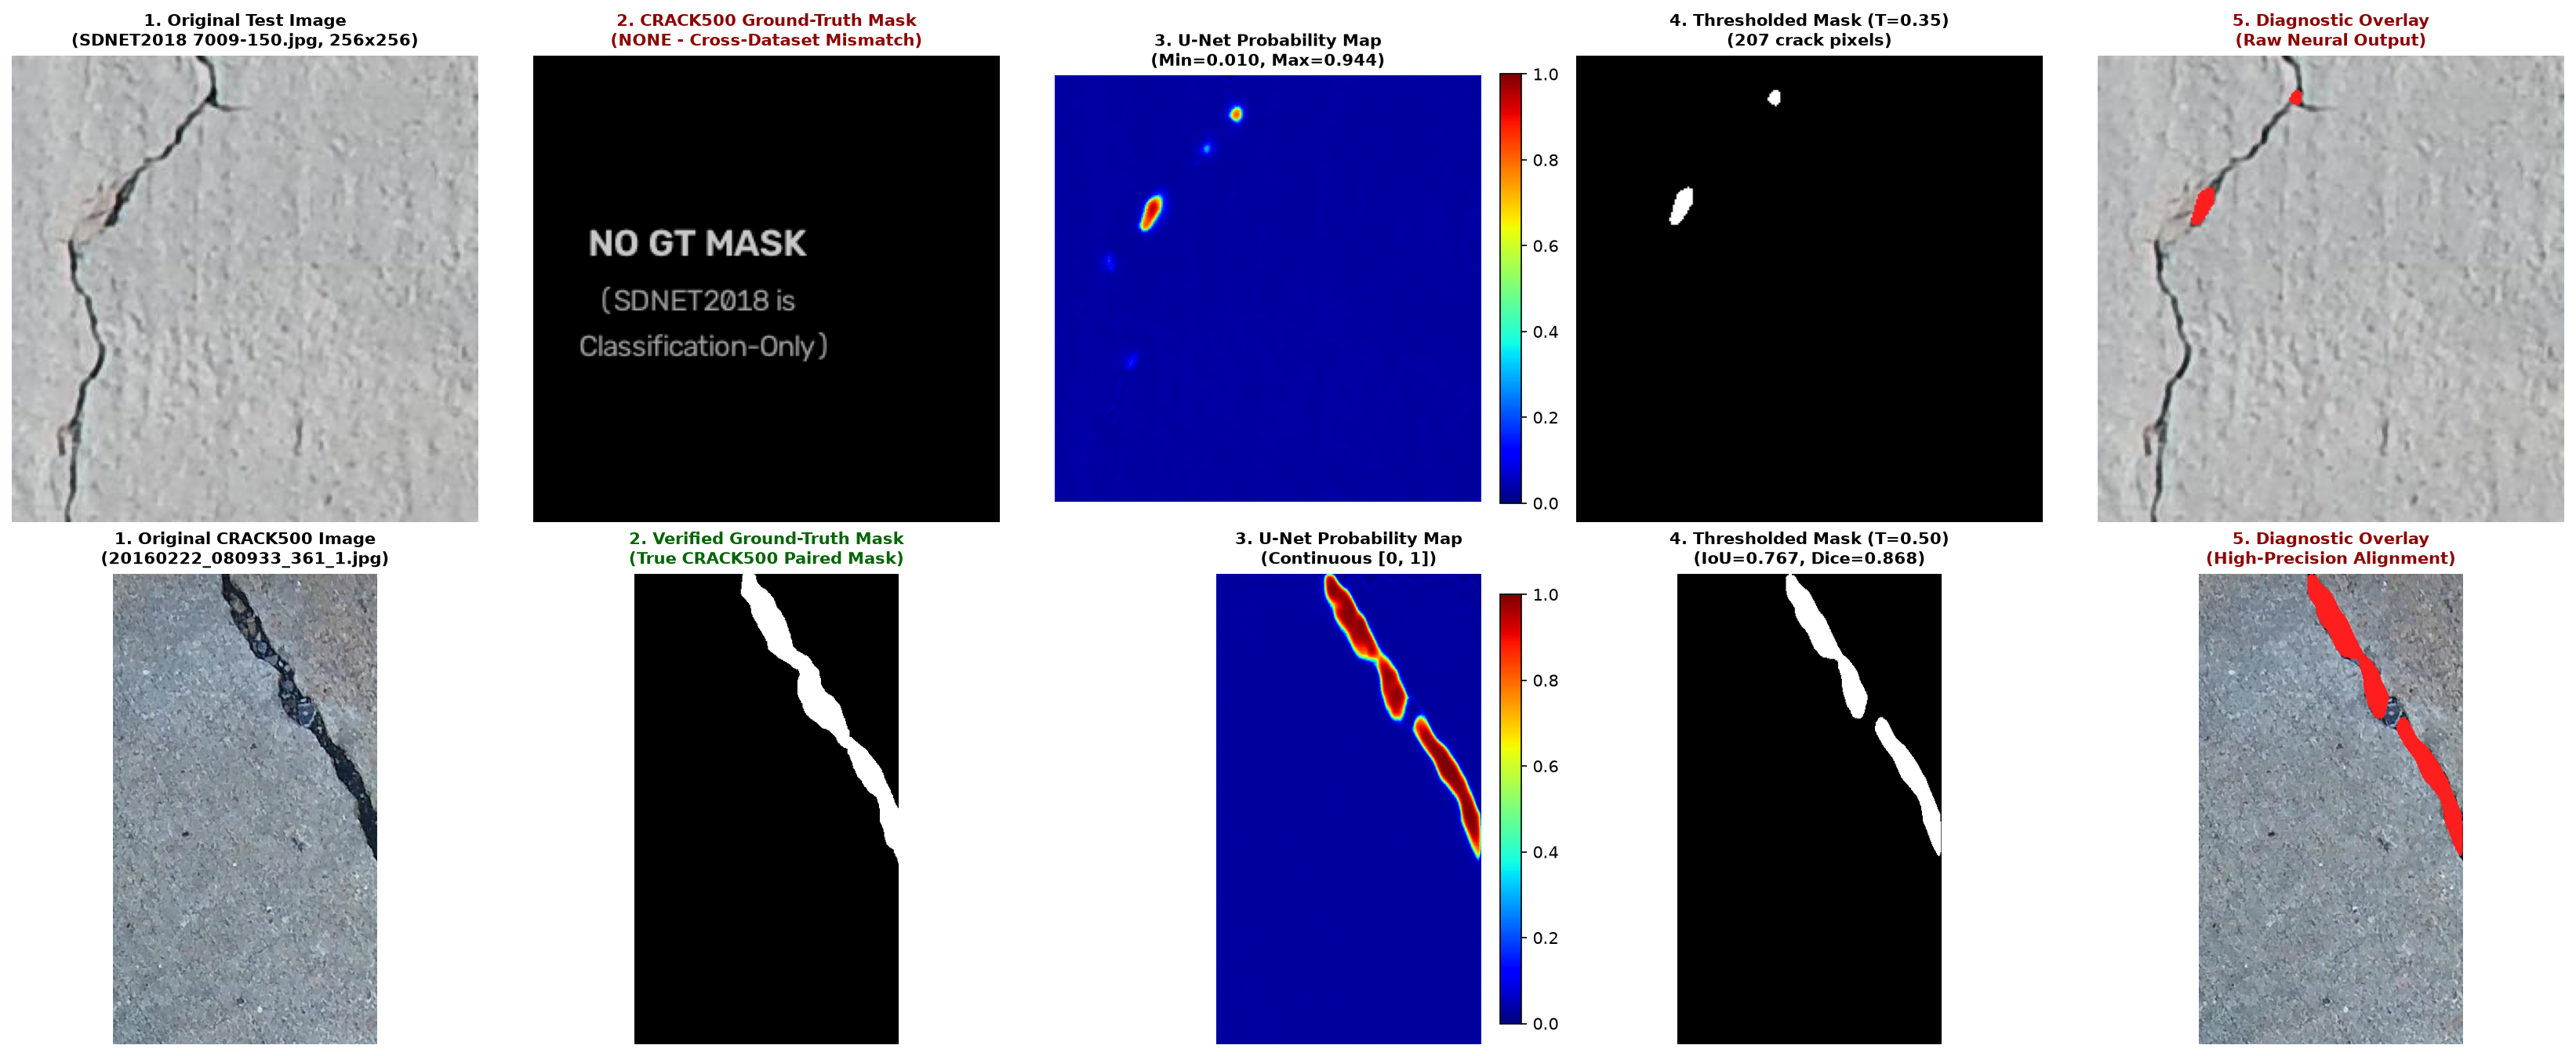 1. Original Test Image
(SDNET2018 7009-150.jpg, 256x256)
2. CRACK500 Ground-Truth Mask
(NONE - Cross-Dataset Mismatch)
3. U-Net Probability Map
(Min=0.010, Max=0.944)
4. Thresholded Mask (T=0.35)
(207 crack pixels)
5. Diagnostic Overlay
(Raw Neural Output)
NO GT MASK
(SDNET2018 is
Classification-Only)
1.0
0.8
0.6
0.4
0.2
0.0
1. Original CRACK500 Image
(20160222_080933_361_1.jpg)
2. Verified Ground-Truth Mask
(True CRACK500 Paired Mask)
3. U-Net Probability Map
(Continuous [0, 1])
4. Thresholded Mask (T=0.50)
(IoU=0.767, Dice=0.868)
5. Diagnostic Overlay
(High-Precision Alignment)
1.0
0.8
0.6
0.4
0.2
0.0